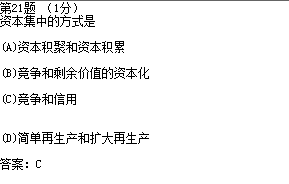 第21题 （1分）
资本集中的方式是
(A)资本积聚和资本积累
(B)竞争和剩余价值的资本化
(C)竞争和信用
(D)简单再生产和扩大再生产
答案：C